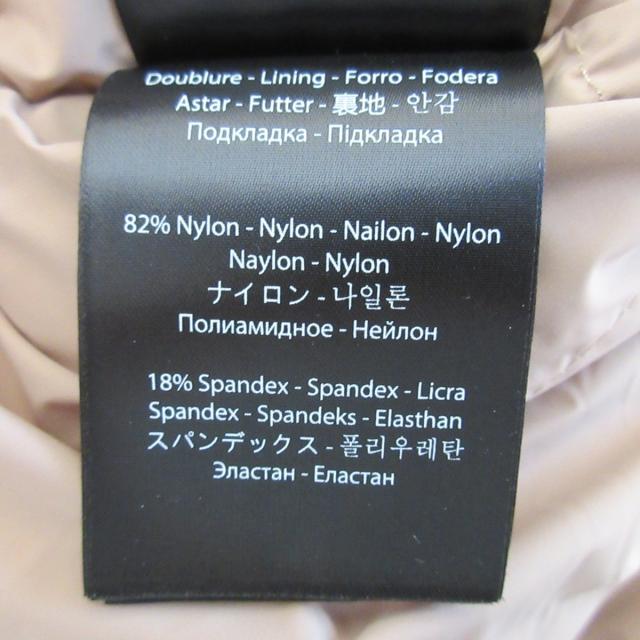 Doublure - Lining - Forro - Fodera
Astar - Futter - 裏地 - 안감
Подкладка - Підкладка
82% Nylon - Nylon - Nailon - Nylon
Naylon - Nylon
ナイロン - 나일론
Полиамидное - Нейлон
18% Spandex - Spandex - Licra
Spandex - Spandeks - Elasthan
スパンデックス - 폴리우레탄
Эластан - Еластан